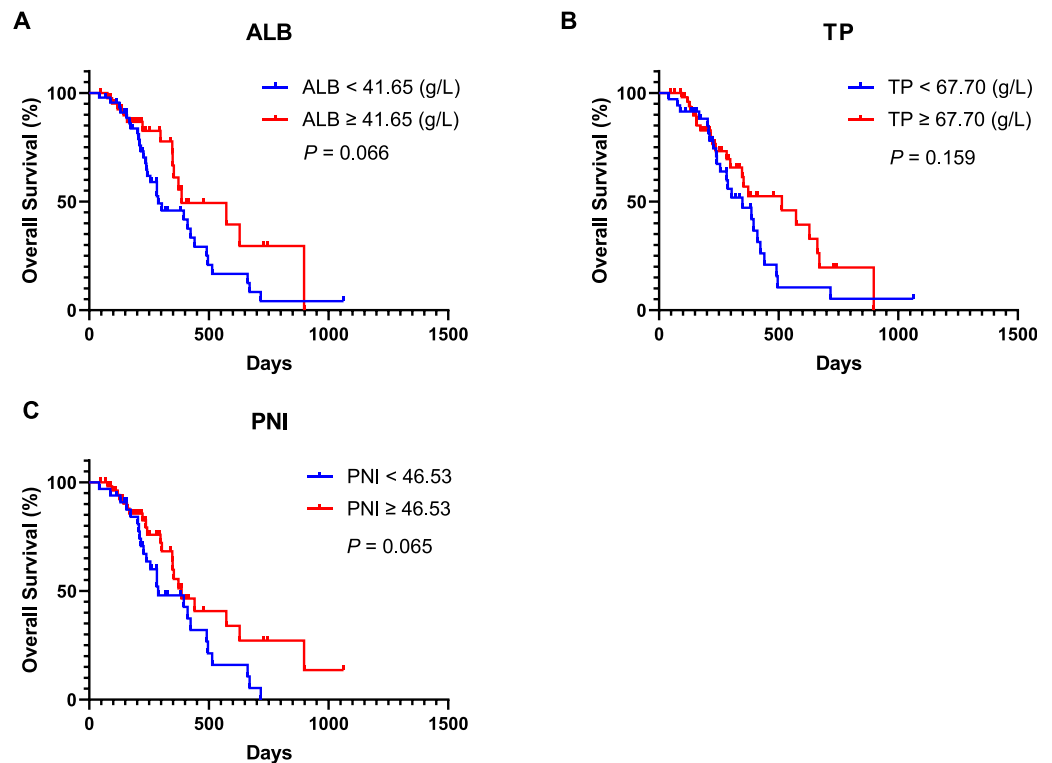 A
ALB
Overall Survival (%)
100
50
0
0 500 1000 1500
Days
ALB < 41.65 (g/L)
ALB ≥ 41.65 (g/L)
P = 0.066
B
TP
Overall Survival (%)
100
50
0
0 500 1000 1500
Days
TP < 67.70 (g/L)
TP ≥ 67.70 (g/L)
P = 0.159
C
PNI
Overall Survival (%)
100
50
0
0 500 1000 1500
Days
PNI < 46.53
PNI ≥ 46.53
P = 0.065